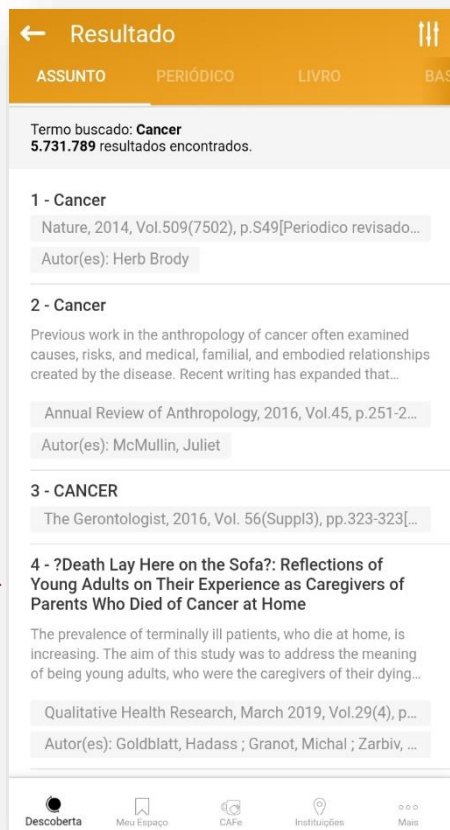 Resultado
ASSUNTO PERIÓDICO LIVRO BAS
Termo buscado: Cancer
5.731.789 resultados encontrados.
1 - Cancer
Nature, 2014, Vol.509(7502), p.S49[Periodico revisado...
Autor(es): Herb Brody
2 - Cancer
Previous work in the anthropology of cancer often examined
causes, risks, and medical, familial, and embodied relationships
created by the disease. Recent writing has expanded that...
Annual Review of Anthropology, 2016, Vol.45, p.251-2...
Autor(es): McMullin, Juliet
3 - CANCER
The Gerontologist, 2016, Vol. 56(Suppl3), pp.323-323[...
4 - ?Death Lay Here on the Sofa?: Reflections of
Young Adults on Their Experience as Caregivers of
Parents Who Died of Cancer at Home
The prevalence of terminally ill patients, who die at home, is
increasing. The aim of this study was to address the meaning
of being young adults, who were the caregivers of their dying...
Qualitative Health Research, March 2019, Vol.29(4), p...
Autor(es): Goldblatt, Hadass ; Granot, Michal ; Zarbiv, ...
Descoberta Meu Espaço CAFe Instituições Mais